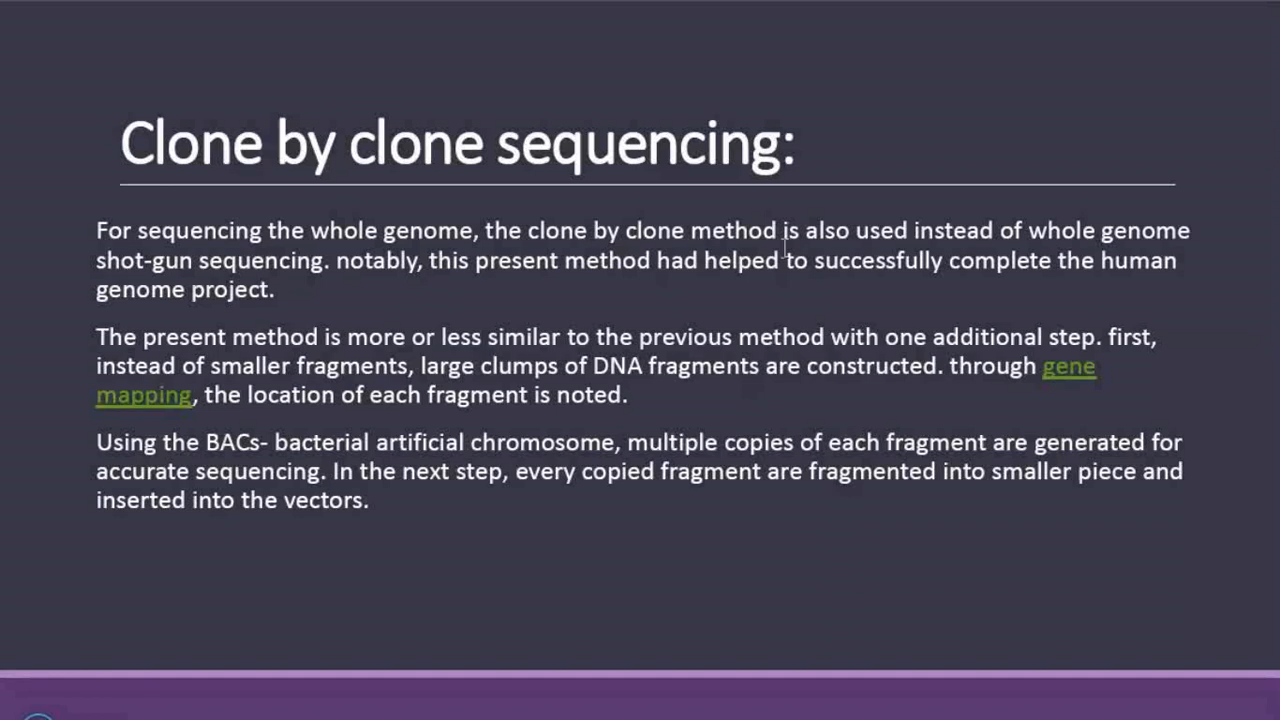 Clone by clone sequencing:
For sequencing the whole genome, the clone by clone method is also used instead of whole genome
shot-gun sequencing. notably, this present method had helped to successfully complete the human
genome project.
The present method is more or less similar to the previous method with one additional step. first,
instead of smaller fragments, large clumps of DNA fragments are constructed. through gene
mapping, the location of each fragment is noted.
Using the BACs- bacterial artificial chromosome, multiple copies of each fragment are generated for
accurate sequencing. In the next step, every copied fragment are fragmented into smaller piece and
inserted into the vectors.